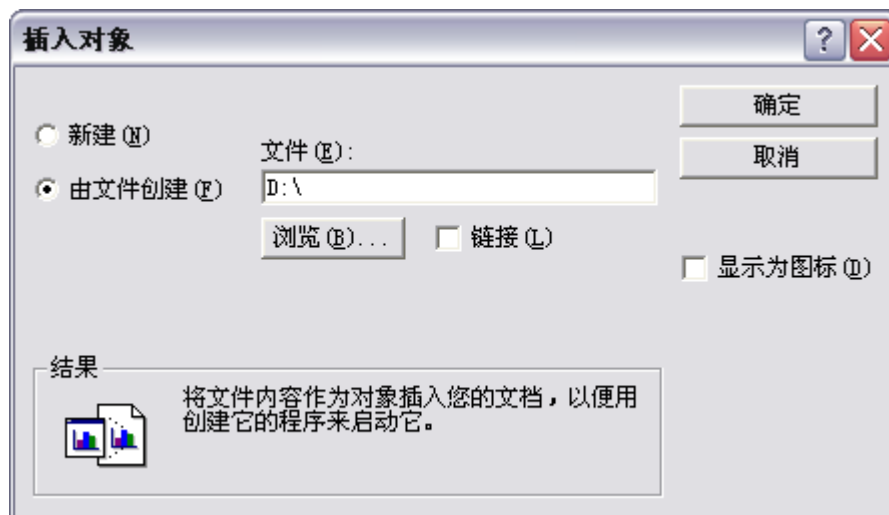 插入对象
新建(N)
由文件创建(F)
文件(E):
D:\
浏览(B)...
链接(L)
确定
取消
显示为图标(D)
结果
将文件内容作为对象插入您的文档，以便用
创建它的程序来启动它。